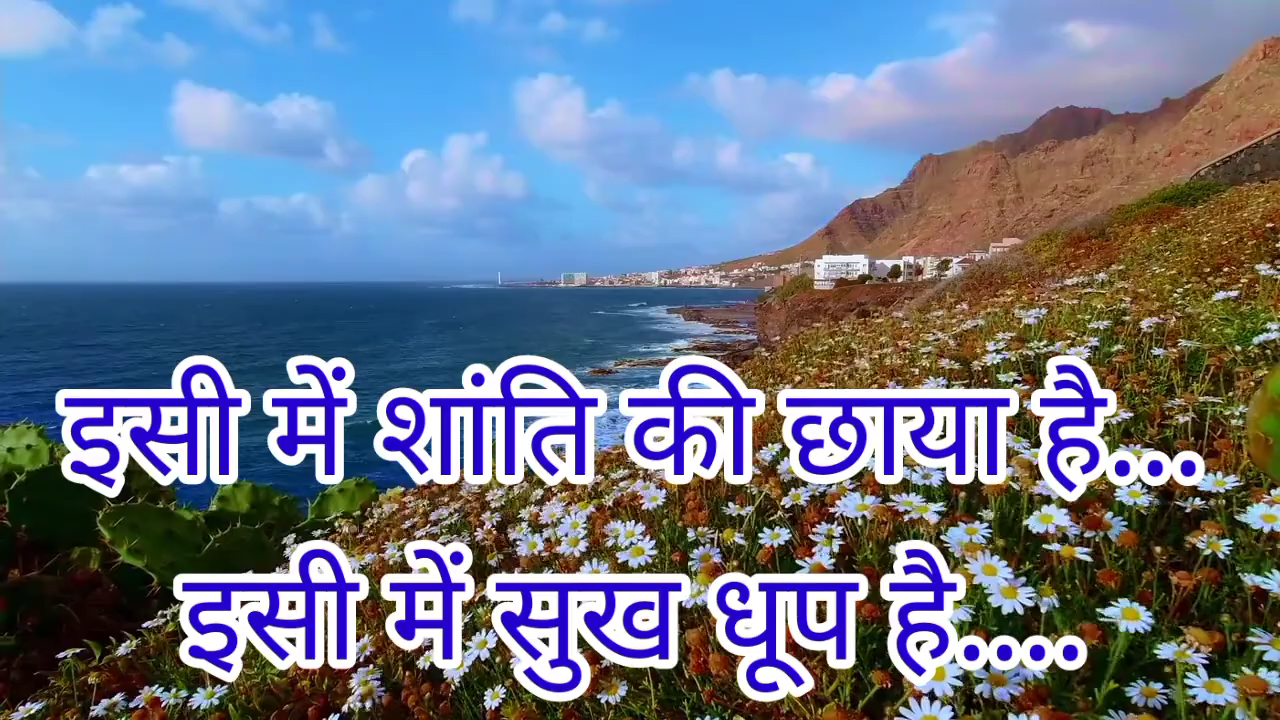 इसी में शांति की छाया है...
इसी में सुख धूप है....